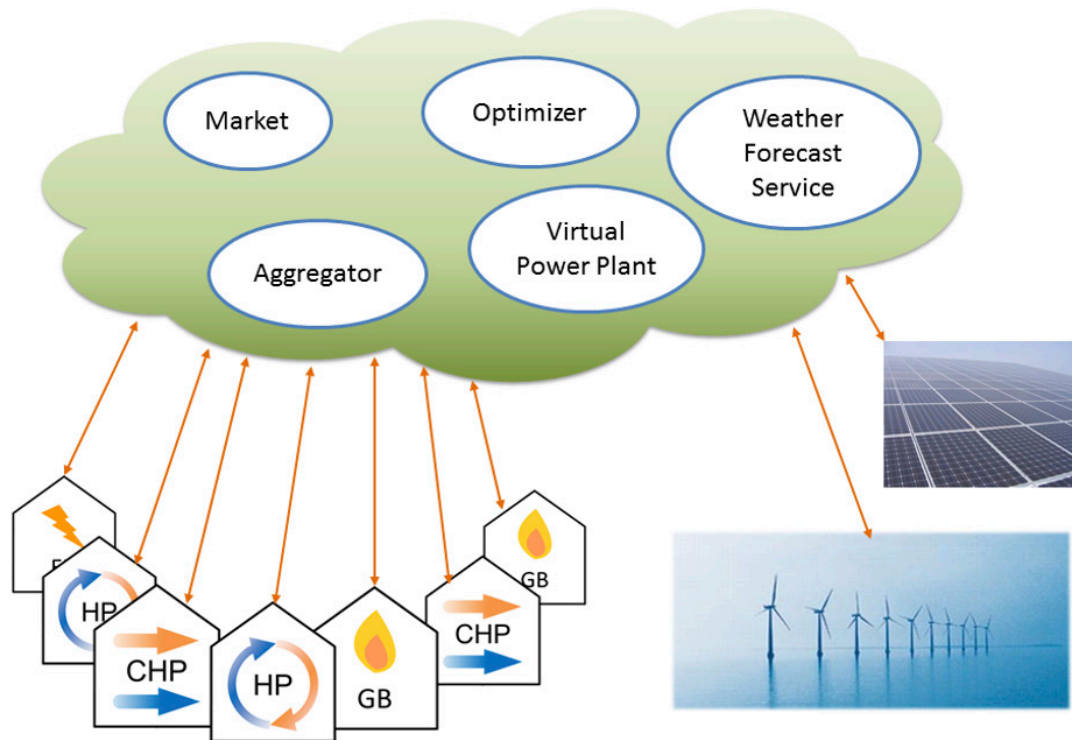 Market
Optimizer
Weather
Forecast
Service
Aggregator
Virtual
Power Plant
HP
CHP
HP
GB
CHP
GB